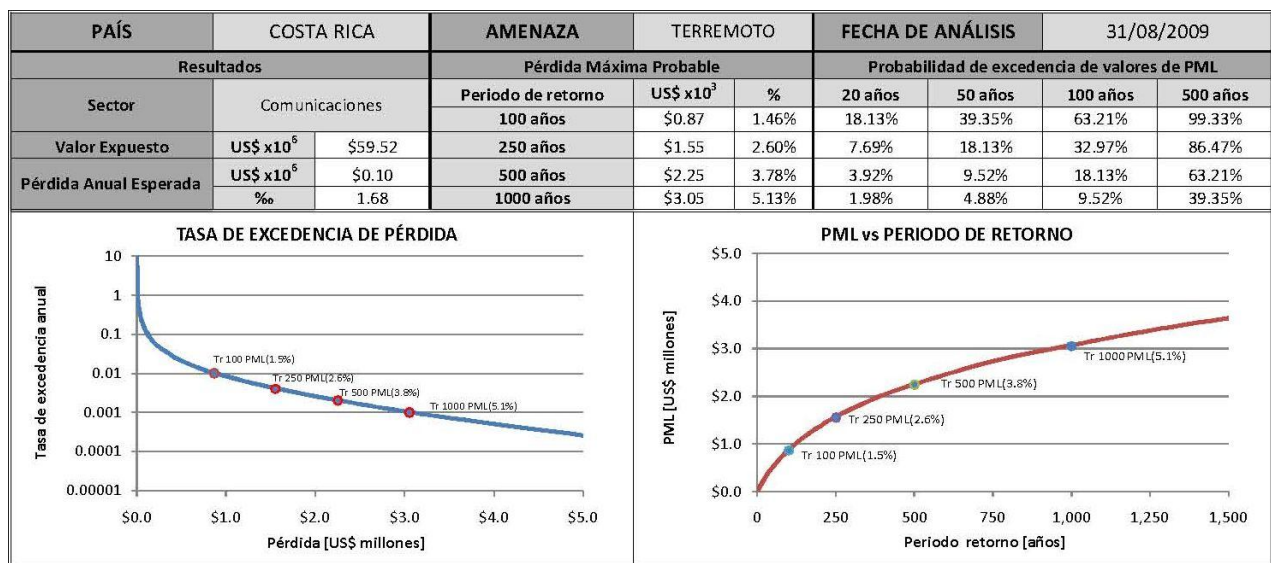 PAÍS COSTA RICA AMENAZA TERREMOTO FECHA DE ANÁLISIS 31/08/2009
Resultados Pérdida Máxima Probable Probabilidad de excedencia de valores de PML
Sector Comunicaciones Periodo de retorno US$ x10³ % 20 años 50 años 100 años 500 años
100 años $0.87 1.46% 18.13% 39.35% 63.21% 99.33%
Valor Expuesto US$ x10⁶ $59.52 250 años $1.55 2.60% 7.69% 18.13% 32.97% 86.47%
Pérdida Anual Esperada US$ x10⁶ $0.10 500 años $2.25 3.78% 3.92% 9.52% 18.13% 63.21%
‰ 1.68 1000 años $3.05 5.13% 1.98% 4.88% 9.52% 39.35%
TASA DE EXCEDENCIA DE PÉRDIDA
Tasa de excedencia anual
10
1
0.1
0.01
0.001
0.0001
0.00001
Tr 100 PML(1.5%)
Tr 250 PML(2.6%)
Tr 500 PML(3.8%)
Tr 1000 PML(5.1%)
$0.0 $1.0 $2.0 $3.0 $4.0 $5.0
Pérdida [US$ millones]
PML vs PERIODO DE RETORNO
PML [US$ millones]
$5.0
$4.0
$3.0
$2.0
$1.0
$0.0
Tr 1000 PML(5.1%)
Tr 500 PML(3.8%)
Tr 250 PML(2.6%)
Tr 100 PML(1.5%)
0 250 500 750 1,000 1,250 1,500
Periodo retorno [años]